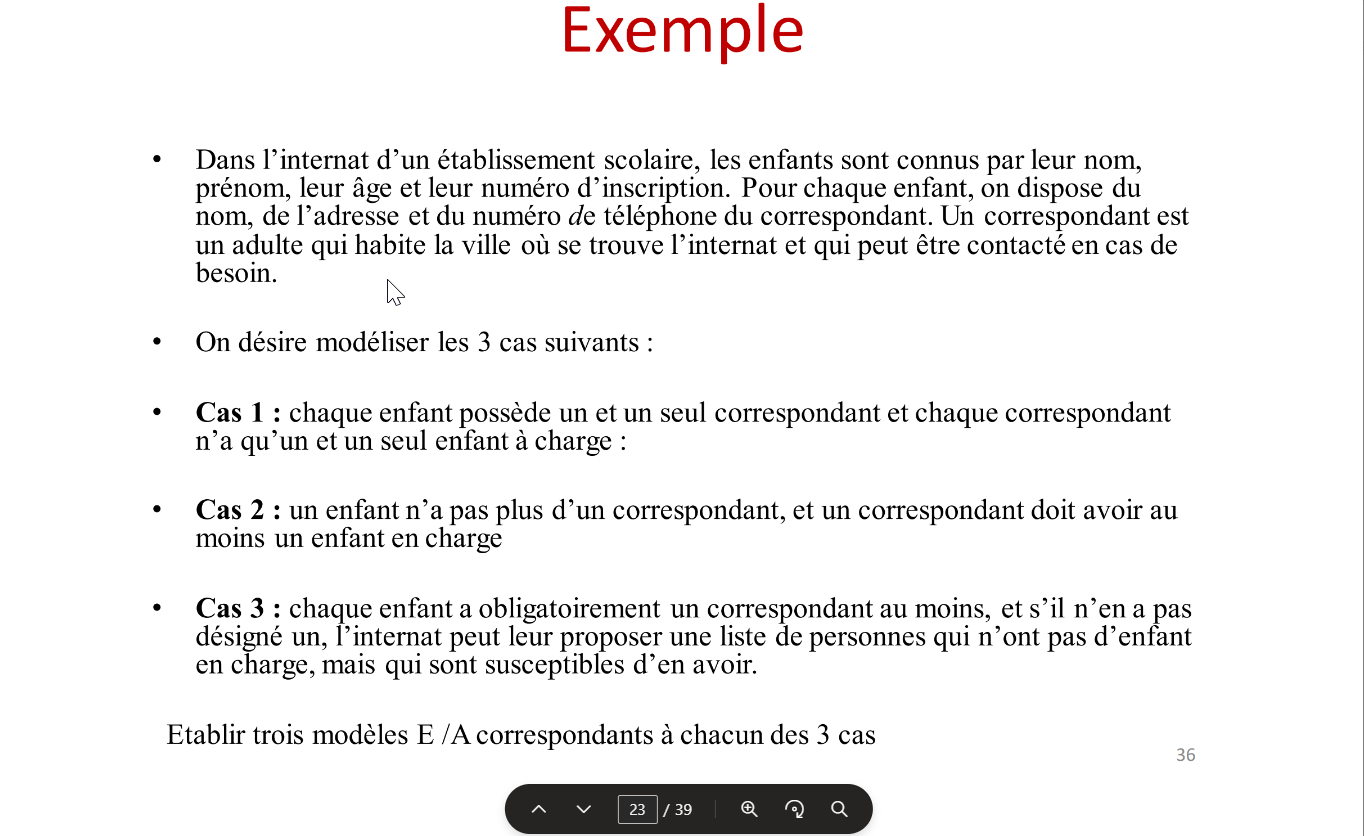 Exemple
• Dans l’internat d’un établissement scolaire, les enfants sont connus par leur nom,
prénom, leur âge et leur numéro d’inscription. Pour chaque enfant, on dispose du
nom, de l’adresse et du numéro de téléphone du correspondant. Un correspondant est
un adulte qui habite la ville où se trouve l’internat et qui peut être contacté en cas de
besoin.
• On désire modéliser les 3 cas suivants :
• Cas 1 : chaque enfant possède un et un seul correspondant et chaque correspondant
n’a qu’un et un seul enfant à charge :
• Cas 2 : un enfant n’a pas plus d’un correspondant, et un correspondant doit avoir au
moins un enfant en charge
• Cas 3 : chaque enfant a obligatoirement un correspondant au moins, et s’il n’en a pas
désigné un, l’internat peut leur proposer une liste de personnes qui n’ont pas d’enfant
en charge, mais qui sont susceptibles d’en avoir.
Etablir trois modèles E /A correspondants à chacun des 3 cas
36
23 / 39